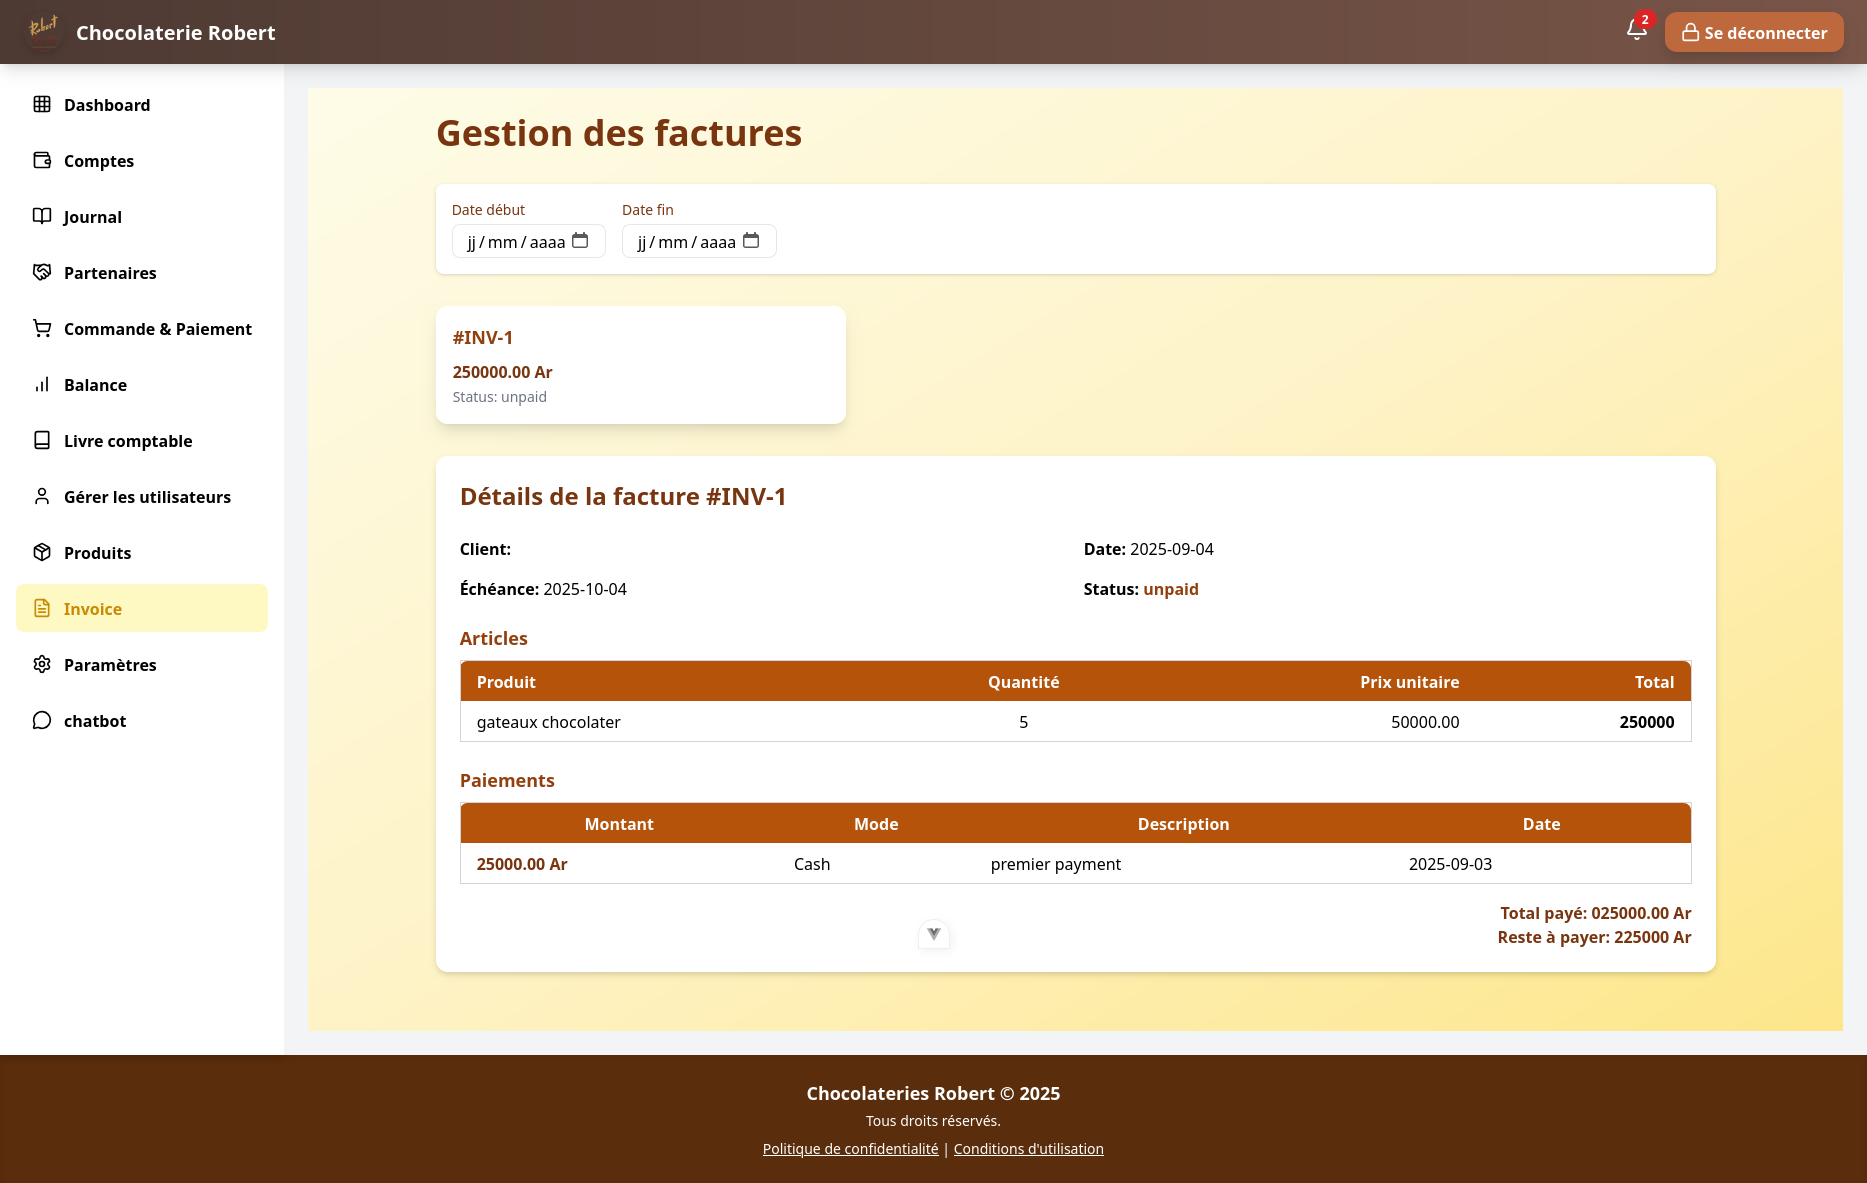 Robert
Chocolaterie Robert
2
Se déconnecter
Dashboard
Comptes
Journal
Partenaires
Commande & Paiement
Balance
Livre comptable
Gérer les utilisateurs
Produits
Invoice
Paramètres
chatbot
Gestion des factures
Date début Date fin
jj/mm/aaaa jj/mm/aaaa
#INV-1
250000.00 Ar
Status: unpaid
Détails de la facture #INV-1
Client: Date: 2025-09-04
Échéance: 2025-10-04 Status: unpaid
Articles
Produit Quantité Prix unitaire Total
gateaux chocolater 5 50000.00 250000
Paiements
Montant Mode Description Date
25000.00 Ar Cash premier payment 2025-09-03
Total payé: 025000.00 Ar
Reste à payer: 225000 Ar
Chocolateries Robert © 2025
Tous droits réservés.
Politique de confidentialité | Conditions d'utilisation